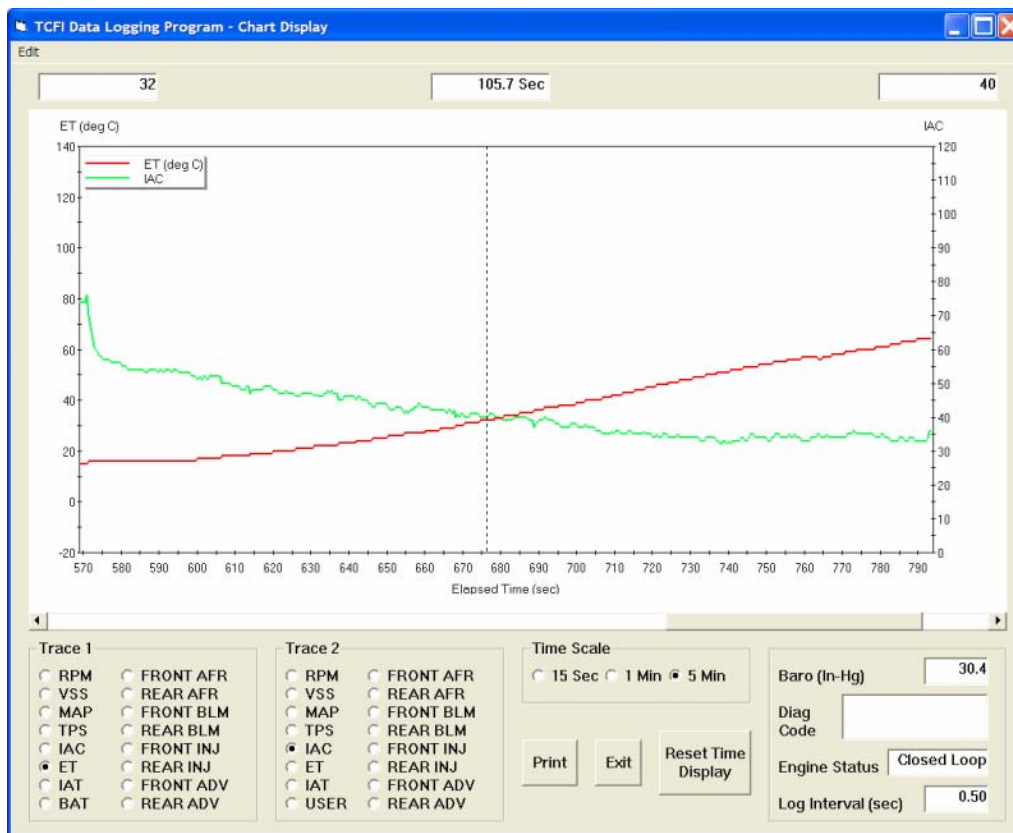 TCFI Data Logging Program - Chart Display
Edit
32
105.7 Sec
40
ET (deg C)
IAC
ET (deg C)
IAC
140
120
100
80
60
40
20
0
-20
120
110
100
90
80
70
60
50
40
30
20
10
0
570 580 590 600 610 620 630 640 650 660 670 680 690 700 710 720 730 740 750 760 770 780 790
Elapsed Time (sec)
Trace 1
RPM FRONT AFR
VSS REAR AFR
MAP FRONT BLM
TPS REAR BLM
IAC FRONT INJ
ET REAR INJ
IAT FRONT ADV
BAT REAR ADV
Trace 2
RPM FRONT AFR
VSS REAR AFR
MAP FRONT BLM
TPS REAR BLM
IAC FRONT INJ
ET REAR INJ
IAT FRONT ADV
USER REAR ADV
Time Scale
15 Sec 1 Min 5 Min
Print
Exit
Reset Time
Display
Baro (In-Hg) 30.4
Diag
Code
Engine Status Closed Loop
Log Interval (sec) 0.50